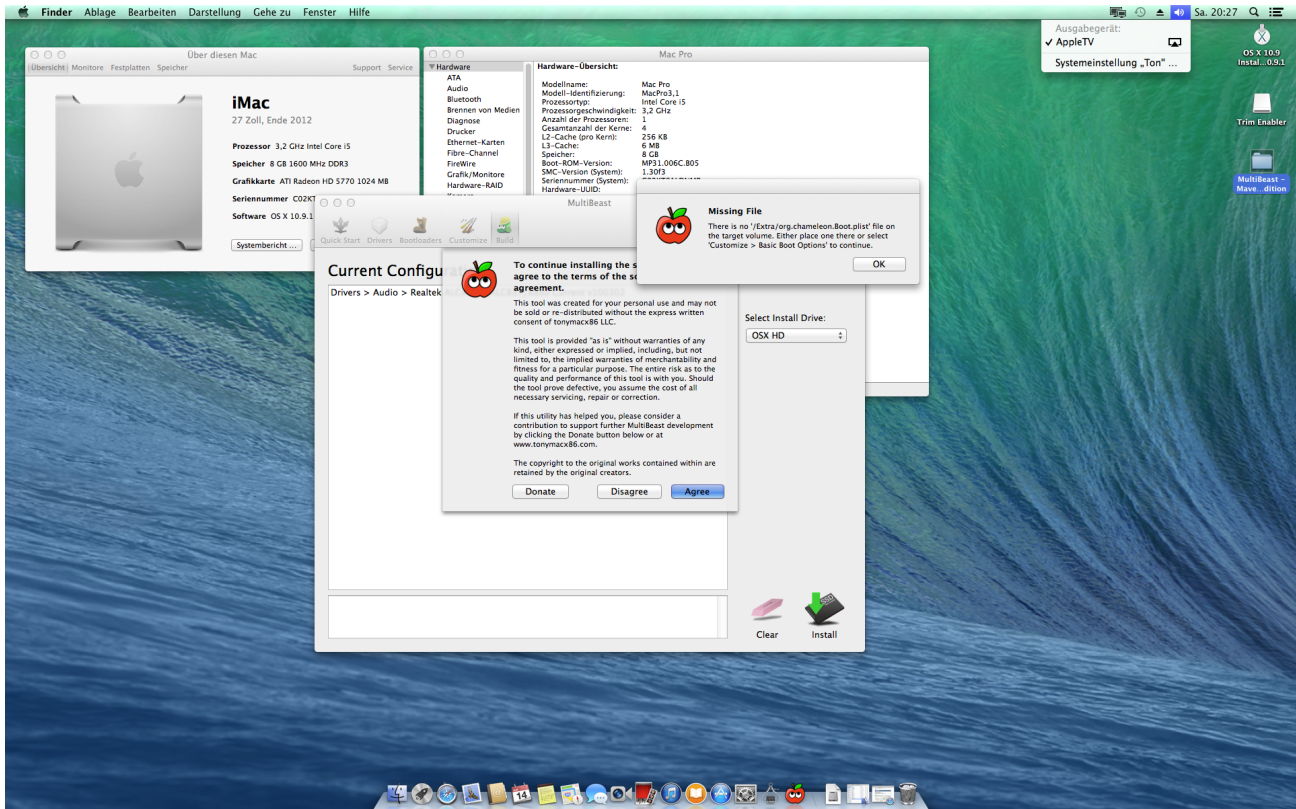 Finder Ablage Bearbeiten Darstellung Gehe zu Fenster Hilfe
Sa. 20:27
Ausgabegerät:
✓ AppleTV
Systemeinstellung „Ton“ ...
OS X 10.9
Instal...0.9.1
Trim Enabler
MultiBeast –
Mave...dition
Über diesen Mac
Übersicht Monitore Festplatten Speicher
Support Service
iMac
27 Zoll, Ende 2012
Prozessor 3,2 GHz Intel Core i5
Speicher 8 GB 1600 MHz DDR3
Grafikkarte ATI Radeon HD 5770 1024 MB
Seriennummer C02KT
Software OS X 10.9.1
Systembericht ...
Mac Pro
Hardware
ATA
Audio
Bluetooth
Brennen von Medien
Diagnose
Drucker
Ethernet-Karten
Fibre-Channel
FireWire
Grafik/Monitore
Hardware-RAID
Hardware-Übersicht:
Modellname: Mac Pro
Modell-Identifizierung: MacPro3,1
Prozessortyp: Intel Core i5
Prozessorgeschwindigkeit: 3,2 GHz
Anzahl der Prozessoren: 1
Gesamtanzahl der Kerne: 4
L2-Cache (pro Kern): 256 KB
L3-Cache: 6 MB
Speicher: 8 GB
Boot-ROM-Version: MP31.006C.B05
SMC-Version (System): 1.30f3
Seriennummer (System):
Hardware-UUID:
MultiBeast
Quick Start Drivers Bootloaders Customize Build
Current Configu
Drivers > Audio > Realtek
Missing File
There is no '/Extra/org.chameleon.Boot.plist' file on
the target volume. Either place one there or select
'Customize > Basic Boot Options' to continue.
OK
To continue installing the s
agree to the terms of the so
agreement.
This tool was created for your personal use and may not
be sold or re-distributed without the express written
consent of tonymacx86 LLC.
This tool is provided "as is" without warranties of any
kind, either expressed or implied, including, but not
limited to, the implied warranties of merchantability and
fitness for a particular purpose. The entire risk as to the
quality and performance of this tool is with you. Should
the tool prove defective, you assume the cost of all
necessary servicing, repair or correction.
If this utility has helped you, please consider a
contribution to support further MultiBeast development
by clicking the Donate button below or at
www.tonymacx86.com.
The copyright to the original works contained within are
retained by the original creators.
Donate Disagree Agree
Select Install Drive:
OSX HD
Clear Install
14